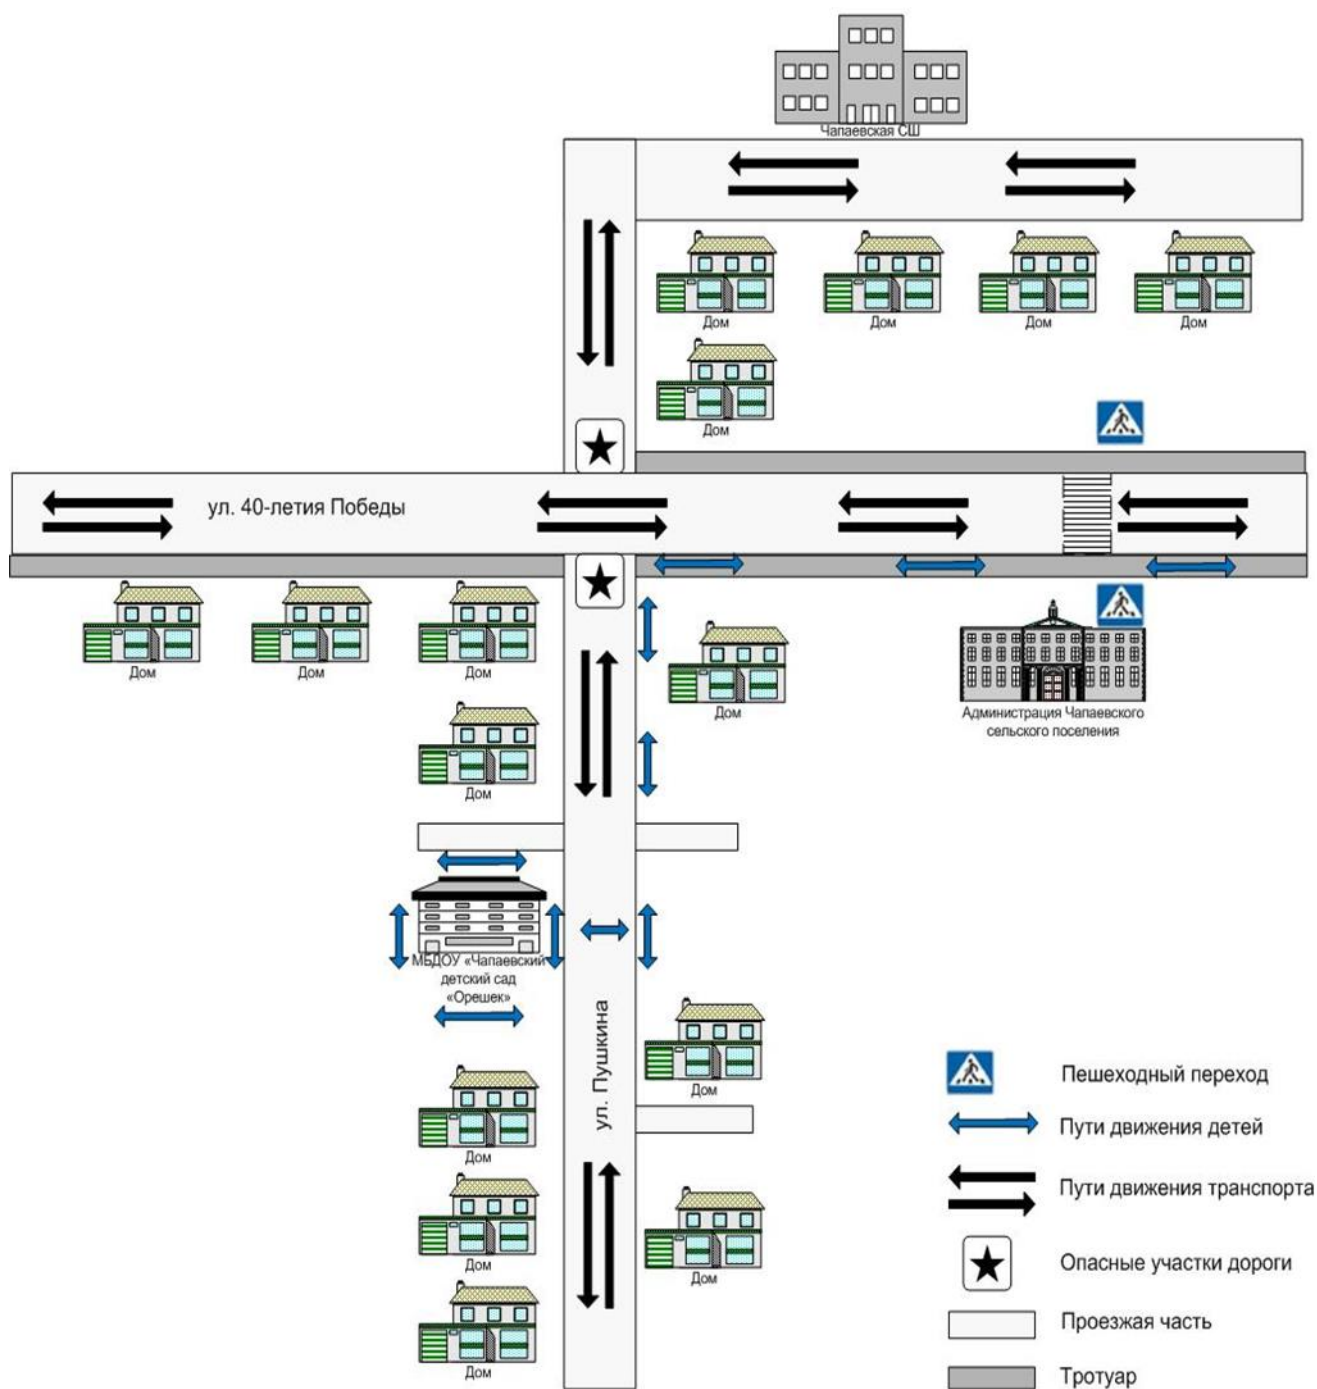 Чапаевская СШ
Дом
Дом
Дом
Дом
Дом
ул. 40-летия Победы
Дом
Дом
Дом
Дом
Администрация Чапаевского
сельского поселения
Дом
МБДОУ «Чапаевский
детский сад
«Орешек»
ул. Пушкина
Дом
Дом
Дом
Дом
Дом
Пешеходный переход
Пути движения детей
Пути движения транспорта
Опасные участки дороги
Проезжая часть
Тротуар